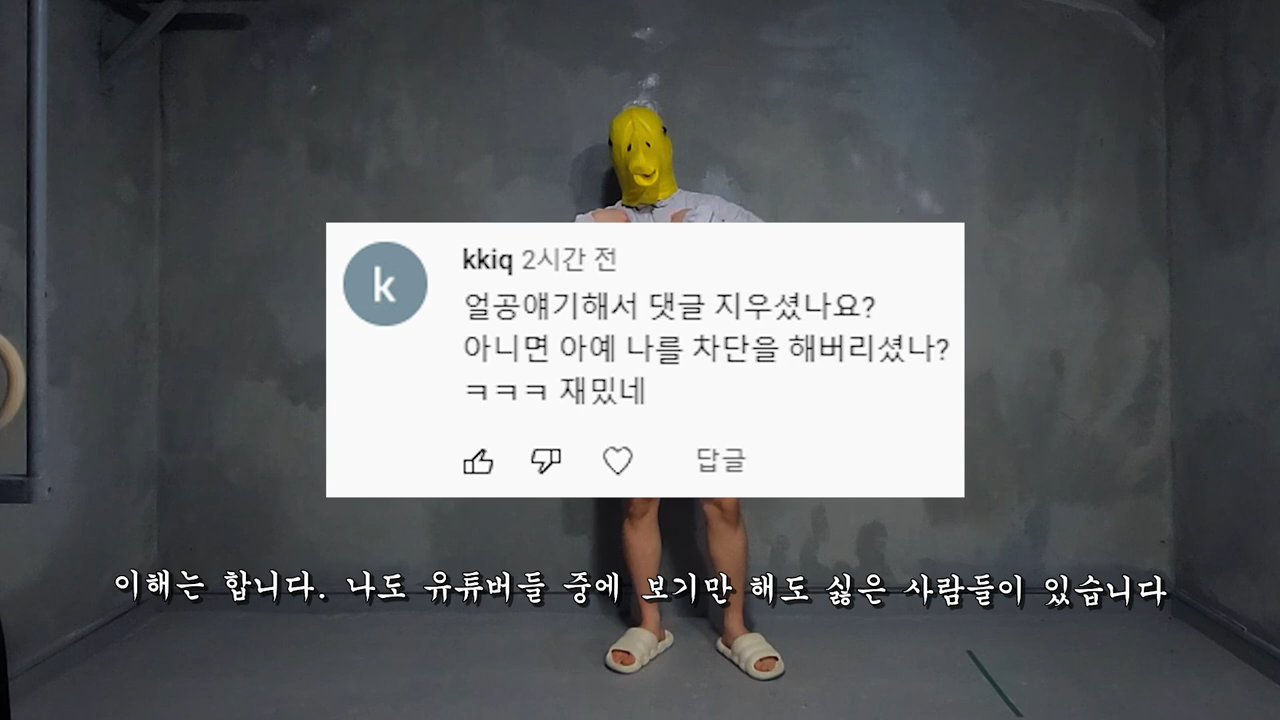 k
kkiq 2시간 전
얼공얘기해서 댓글 지우셨나요?
아니면 아예 나를 차단을 해버리셨나?
ㅋㅋㅋ 재밌네
답글
이해는 합니다. 나도 유튜버들 중에 보기만 해도 싫은 사람들이 있습니다